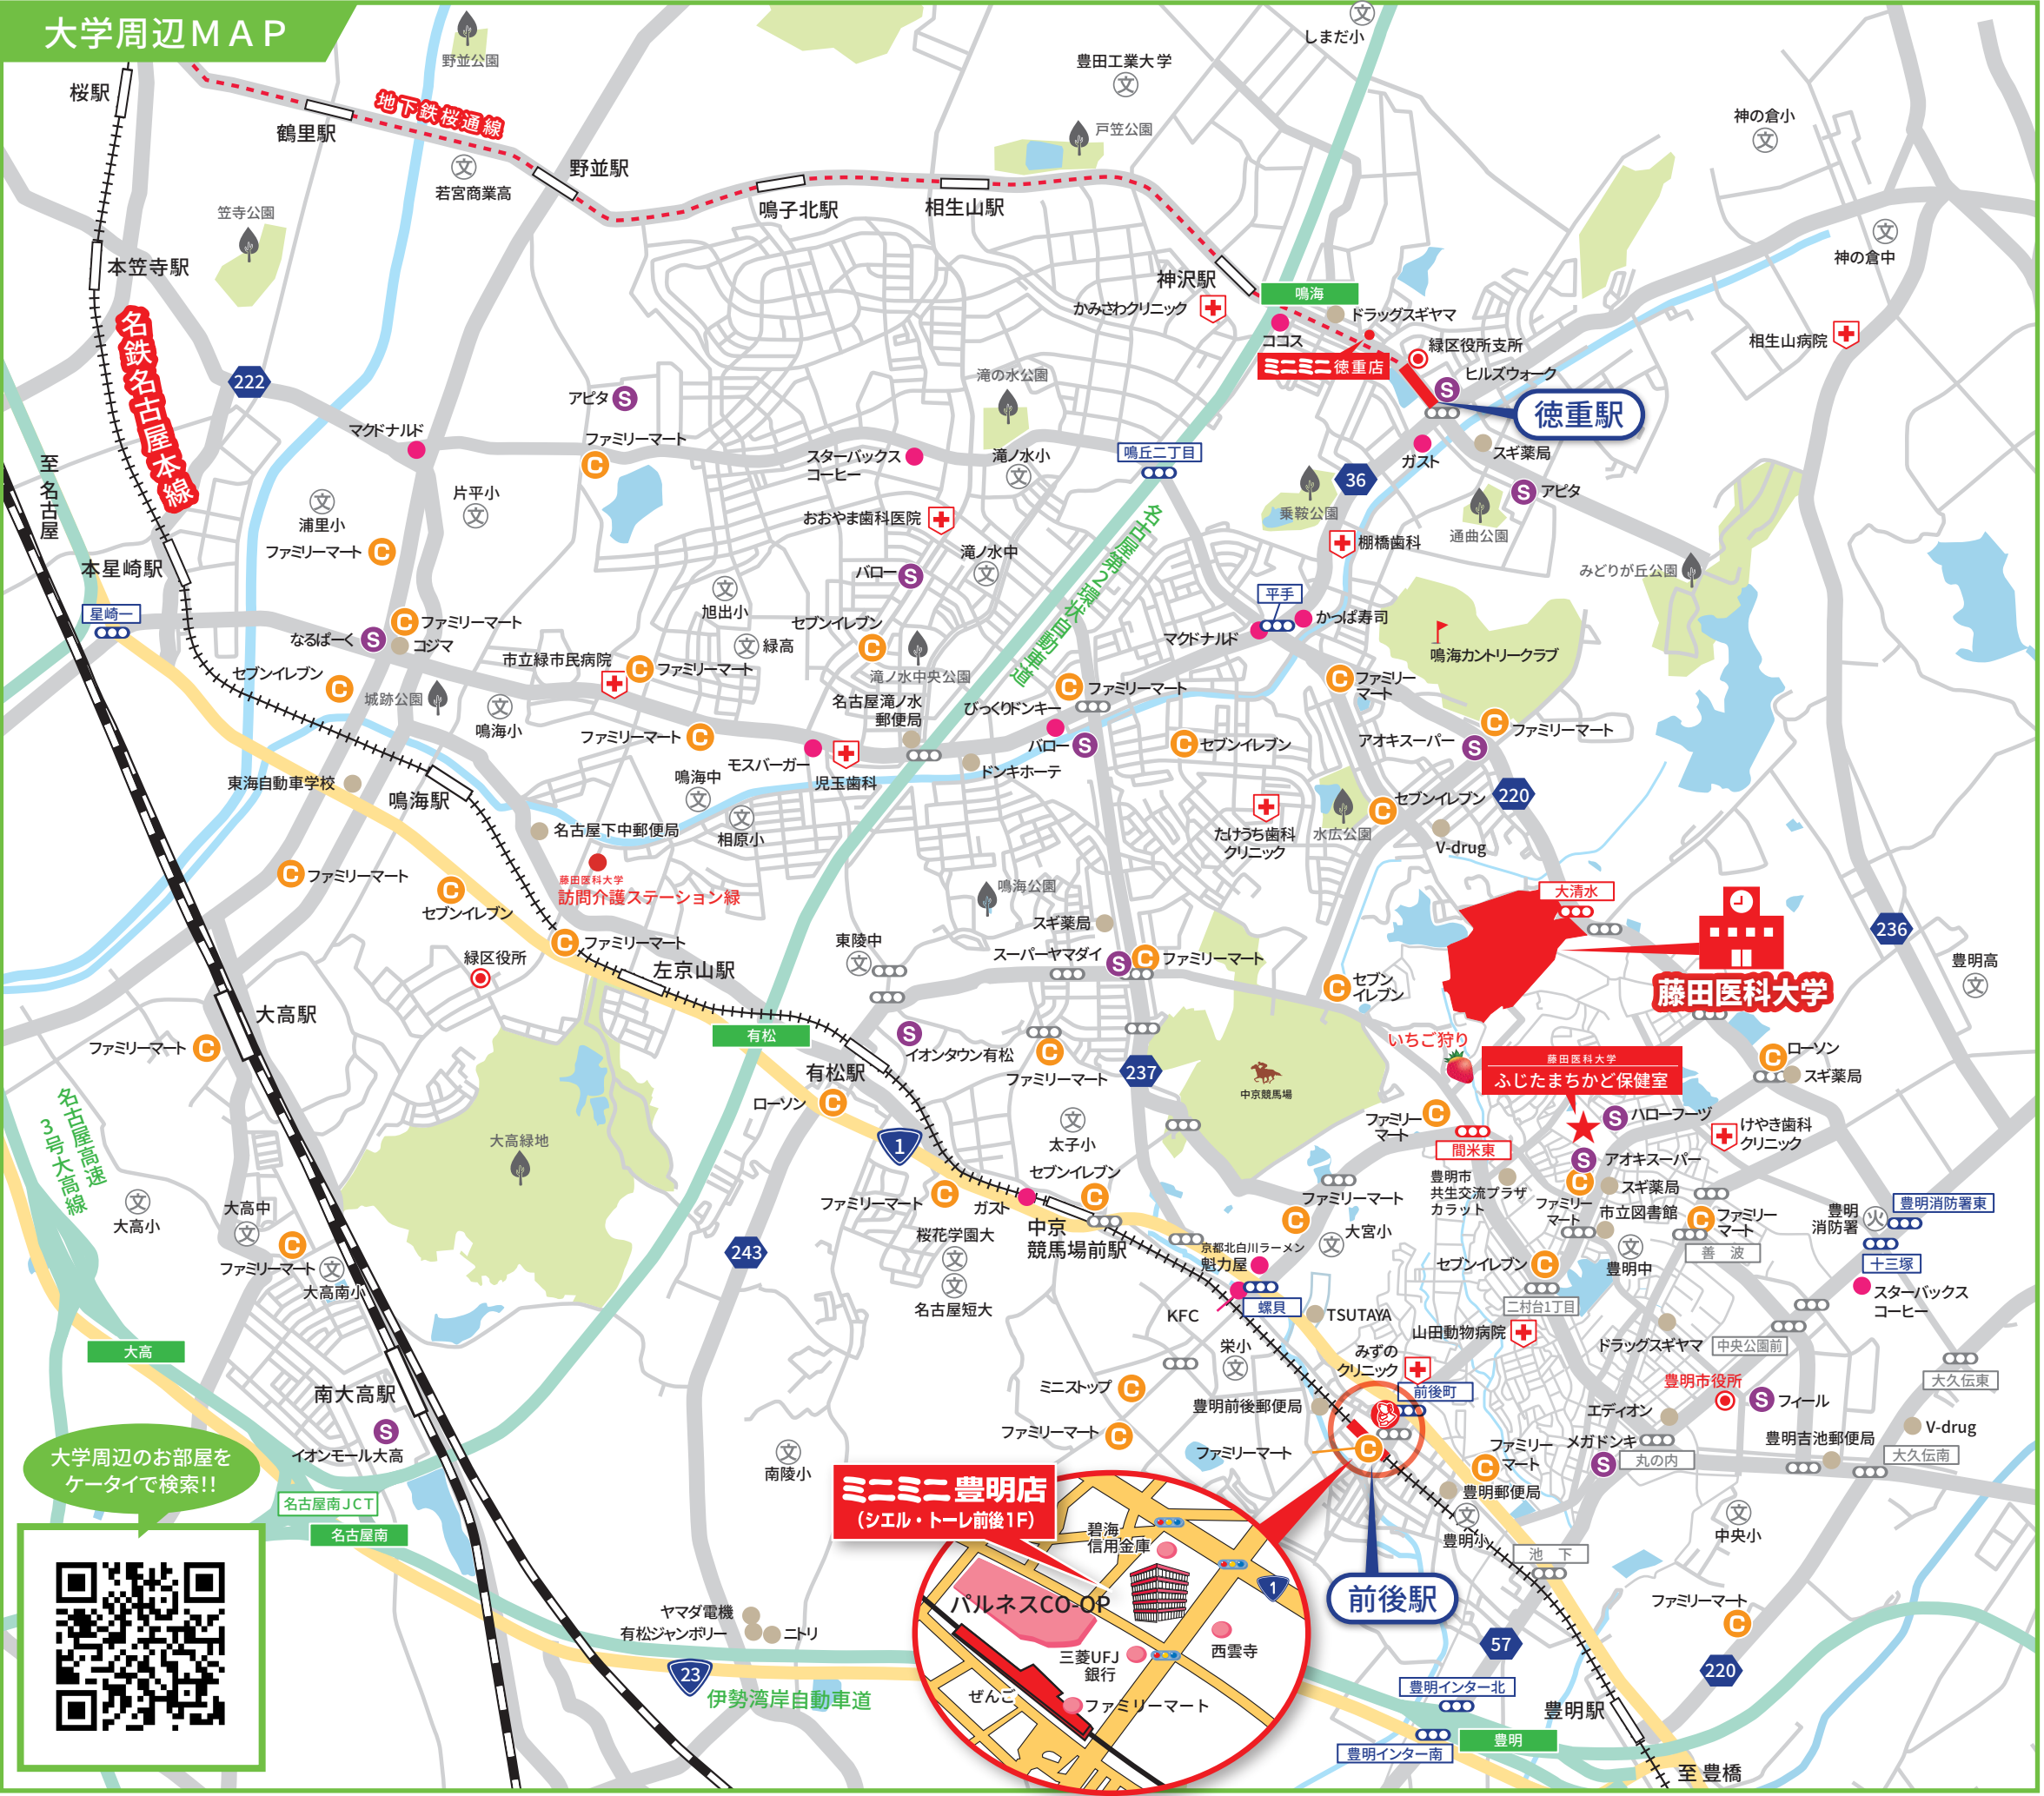 大学周辺MAP
野並公園
しまだ小
豊田工業大学
桜駅
鶴里駅
地下鉄桜通線
戸笠公園
神の倉小
若宮商業高
野並駅
笠寺公園
鳴子北駅
相生山駅
神の倉中
本笠寺駅
神沢駅
かみさわクリニック
鳴海
ドラッグスギヤマ
ココス
緑区役所支所
ミニミニ徳重店
ヒルズウォーク
相生山病院
名鉄名古屋本線
222
滝の水公園
徳重駅
アピタ
マクドナルド
ファミリーマート
スターバックス
コーヒー
滝ノ水小
鳴丘二丁目
ガスト
スギ薬局
至 名古屋
36
アピタ
片平小
浦里小
おおやま歯科医院
乗鞍公園
通曲公園
名古屋第2環状自動車道
ファミリーマート
滝ノ水中
棚橋歯科
本星崎駅
バロー
みどりが丘公園
星崎一
旭出小
平手
ファミリーマート
セブンイレブン
かっぱ寿司
なるぱーく
コジマ
緑高
マクドナルド
鳴海カントリークラブ
市立緑市民病院
ファミリーマート
滝ノ水中央公園
セブンイレブン
城跡公園
ファミリーマート
ファミリー
マート
名古屋滝ノ水
郵便局
びっくりドンキー
鳴海小
ファミリーマート
バロー
セブンイレブン
アオキスーパー
ファミリーマート
モスバーガー
児玉歯科
ドンキホーテ
東海自動車学校
鳴海中
鳴海駅
セブンイレブン
220
名古屋下中郵便局
相原小
たけうち歯科
クリニック
水広公園
V-drug
藤田医科大学
訪問介護ステーション緑
ファミリーマート
セブンイレブン
鳴海公園
大清水
スギ薬局
236
ファミリーマート
東陵中
スーパーヤマダイ
ファミリーマート
緑区役所
左京山駅
セブン
イレブン
豊明高
藤田医科大学
大高駅
有松
いちご狩り
ファミリーマート
イオンタウン有松
ファミリーマート
237
藤田医科大学
ふじたまちかど保健室
ローソン
スギ薬局
有松駅
ローソン
中京競馬場
名古屋高速
3号大高線
ファミリー
マート
ハローフーヅ
けやき歯科
クリニック
大高緑地
1
太子小
間米東
アオキスーパー
セブンイレブン
豊明市
共生交流プラザ
カラット
スギ薬局
大高小
大高中
ファミリーマート
ガスト
ファミリーマート
ファミリー
マート
市立図書館
ファミリー
マート
豊明
消防署
火
豊明消防署東
中京
競馬場前駅
桜花学園大
大宮小
243
善 波
ファミリーマート
京都北白川ラーメン
魁力屋
セブンイレブン
豊明中
十三塚
大高南小
名古屋短大
螺貝
二村台1丁目
スターバックス
コーヒー
KFC
TSUTAYA
山田動物病院
ドラッグスギヤマ
中央公園前
大高
栄小
みずの
クリニック
大久伝東
南大高駅
ミニストップ
前後町
豊明市役所
フィール
豊明前後郵便局
エディオン
V-drug
大学周辺のお部屋を
ケータイで検索!!
イオンモール大高
ファミリーマート
ファミリーマート
ファミリー
マート
メガドンキ
丸の内
豊明吉池郵便局
大久伝南
南陵小
ミニミニ 豊明店
(シエル・トーレ前後1F)
豊明郵便局
名古屋南JCT
名古屋南
碧海
信用金庫
豊明小
中央小
池 下
1
前後駅
パルネスCO-OP
ファミリーマート
ヤマダ電機
有松ジャンボリー
ニトリ
西雲寺
57
三菱UFJ
銀行
23
伊勢湾岸自動車道
ぜんご
ファミリーマート
220
豊明インター北
豊明駅
豊明
豊明インター南
至 豊橋